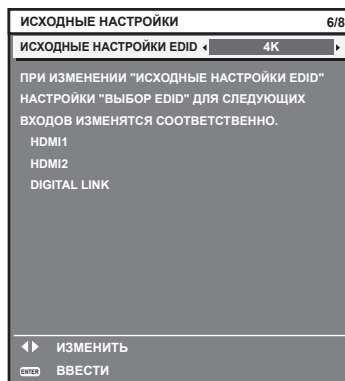 ИСХОДНЫЕ НАСТРОЙКИ 6/8
ИСХОДНЫЕ НАСТРОЙКИ EDID 4K
ПРИ ИЗМЕНЕНИИ "ИСХОДНЫЕ НАСТРОЙКИ EDID"
НАСТРОЙКИ "ВЫБОР EDID" ДЛЯ СЛЕДУЮЩИХ
ВХОДОВ ИЗМЕНЯТСЯ СООТВЕТСТВЕННО.
HDMI1
HDMI2
DIGITAL LINK
ИЗМЕНИТЬ
ENTER ВВЕСТИ